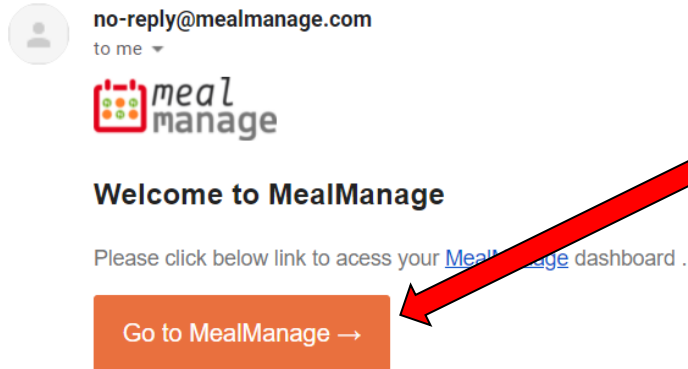 no-reply@mealmanage.com
to me
meal
manage
Welcome to MealManage
Please click below link to acess your MealManage dashboard .
Go to MealManage →